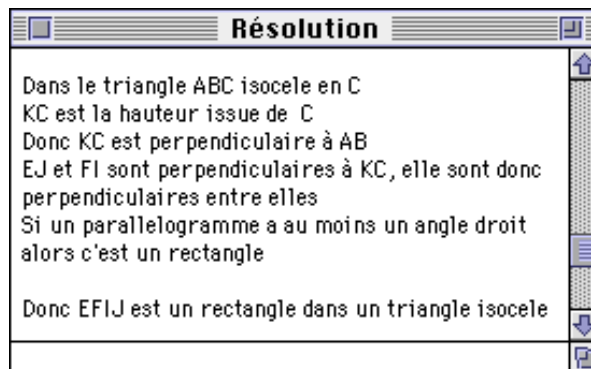 Résolution
Dans le triangle ABC isocele en C
KC est la hauteur issue de C
Donc KC est perpendiculaire à AB
EJ et FI sont perpendiculaires à KC, elle sont donc
perpendiculaires entre elles
Si un parallelogramme a au moins un angle droit
alors c'est un rectangle
Donc EFIJ est un rectangle dans un triangle isocele